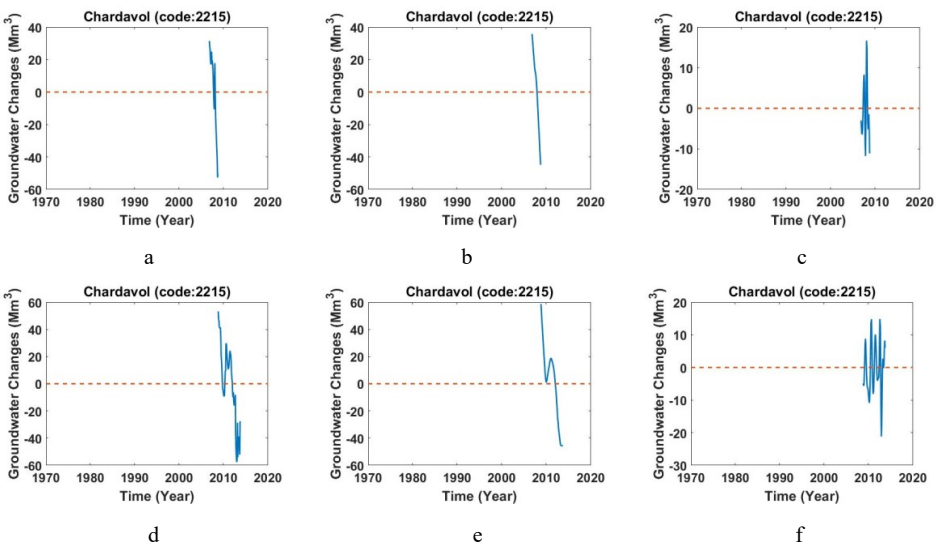 Chardavol (code:2215)
Groundwater Changes (Mm³)
40
20
0
-20
-40
-60
1970 1980 1990 2000 2010 2020
Time (Year)
a
Chardavol (code:2215)
Groundwater Changes (Mm³)
40
20
0
-20
-40
-60
1970 1980 1990 2000 2010 2020
Time (Year)
b
Chardavol (code:2215)
Groundwater Changes (Mm³)
20
10
0
-10
-20
1970 1980 1990 2000 2010 2020
Time (Year)
c
Chardavol (code:2215)
Groundwater Changes (Mm³)
60
40
20
0
-20
-40
-60
1970 1980 1990 2000 2010 2020
Time (Year)
d
Chardavol (code:2215)
Groundwater Changes (Mm³)
60
40
20
0
-20
-40
-60
1970 1980 1990 2000 2010 2020
Time (Year)
e
Chardavol (code:2215)
Groundwater Changes (Mm³)
20
10
0
-10
-20
-30
1970 1980 1990 2000 2010 2020
Time (Year)
f